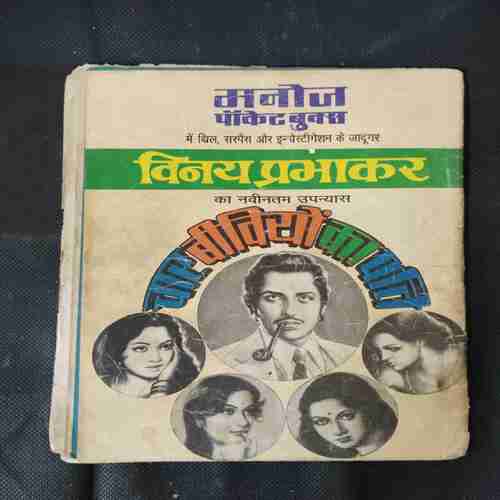 मनोज
पॉकेट बुक्स
में थ्रिल, सस्पैंस और इन्वेस्टीगेशन के जादूगर
विनय प्रभाकर
का नवीनतम उपन्यास
चार बीवियों का पति